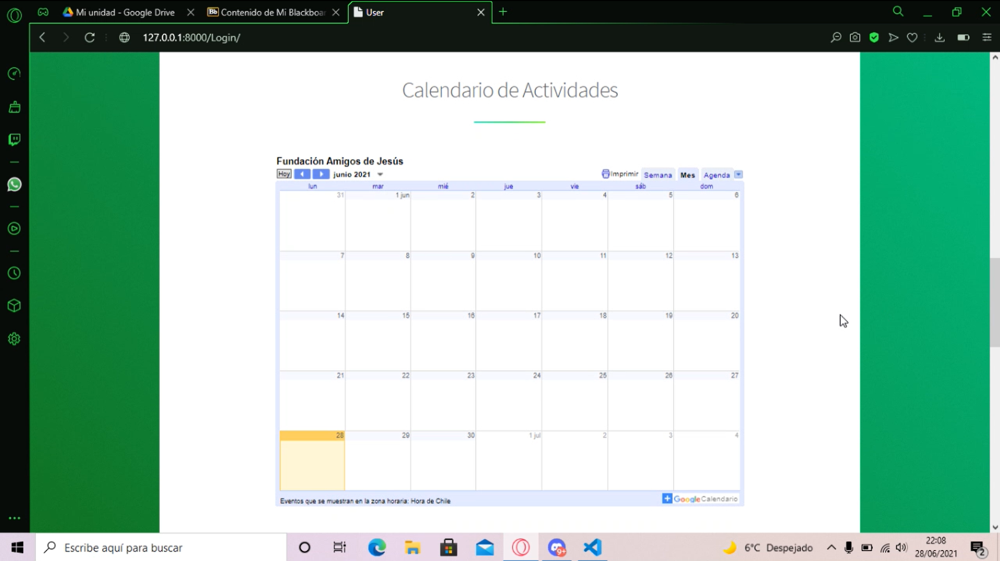 Mi unidad - Google Drive
Bb Contenido de Mi Blackboar
User
127.0.0.1:8000/Login/
Calendario de Actividades
Fundación Amigos de Jesús
Hoy junio 2021 Imprimir Semana Mes Agenda
lun mar mié jue vie sáb dom
31 1 jun 2 3 4 5 6
7 8 9 10 11 12 13
14 15 16 17 18 19 20
21 22 23 24 25 26 27
28 29 30 1 jul 2 3 4
Eventos que se muestran en la zona horaria: Hora de Chile
Google Calendario
Escribe aquí para buscar
9+
6°C Despejado
22:08
28/06/2021
2